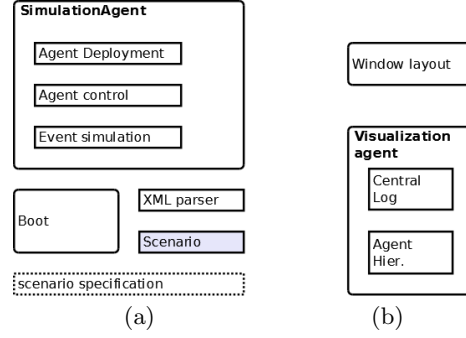 SimulationAgent
Agent Deployment
Agent control
Event simulation
Boot
XML parser
Scenario
scenario specification
(a)
Window layout
Visualization
agent
Central
Log
Agent
Hier.
(b)